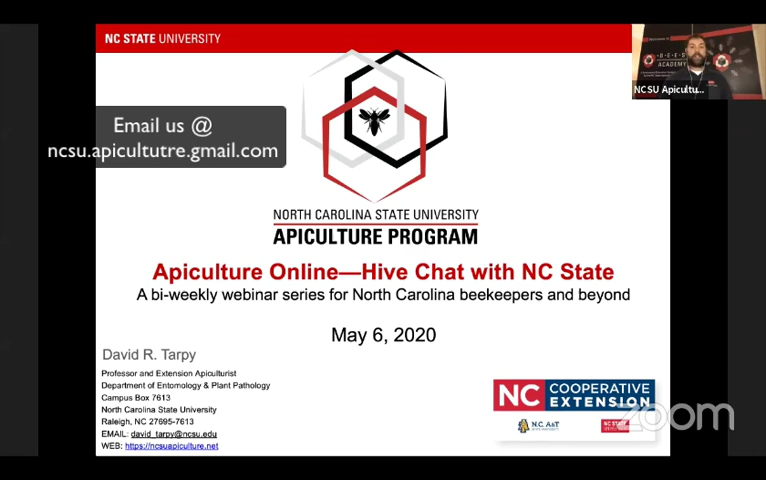 NC STATE UNIVERSITY
BEES
ACADEMY
NCSU Apicultu...
Email us @
ncsu.apicultutre.gmail.com
NORTH CAROLINA STATE UNIVERSITY
APICULTURE PROGRAM
Apiculture Online—Hive Chat with NC State
A bi-weekly webinar series for North Carolina beekeepers and beyond
May 6, 2020
David R. Tarpy
Professor and Extension Apiculturist
Department of Entomology & Plant Pathology
Campus Box 7613
North Carolina State University
Raleigh, NC 27695-7613
EMAIL: david_tarpy@ncsu.edu
WEB: https://ncsuapiculture.net
NC COOPERATIVE
EXTENSION
N.C. A&T
zoom